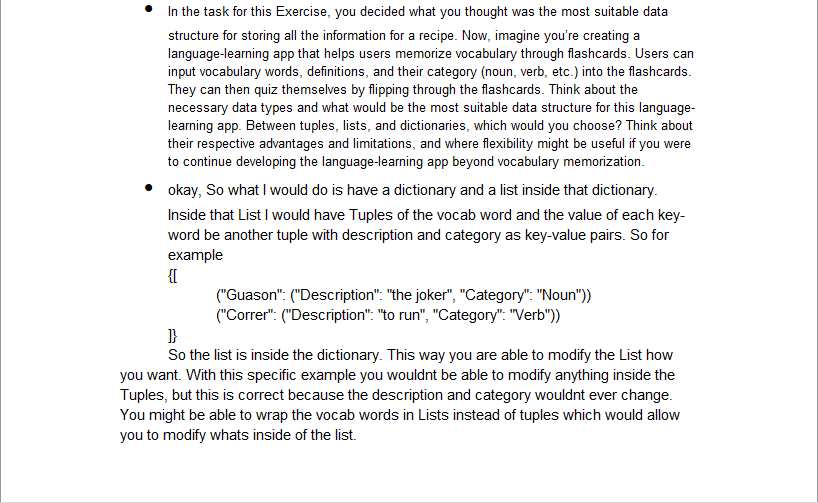 • In the task for this Exercise, you decided what you thought was the most suitable data
structure for storing all the information for a recipe. Now, imagine you're creating a
language-learning app that helps users memorize vocabulary through flashcards. Users can
input vocabulary words, definitions, and their category (noun, verb, etc.) into the flashcards.
They can then quiz themselves by flipping through the flashcards. Think about the
necessary data types and what would be the most suitable data structure for this language-
learning app. Between tuples, lists, and dictionaries, which would you choose? Think about
their respective advantages and limitations, and where flexibility might be useful if you were
to continue developing the language-learning app beyond vocabulary memorization.
• okay, So what I would do is have a dictionary and a list inside that dictionary.
Inside that List I would have Tuples of the vocab word and the value of each key-
word be another tuple with description and category as key-value pairs. So for
example
{[
("Guason": ("Description": "the joker", "Category": "Noun"))
("Correr": ("Description": "to run", "Category": "Verb"))
]}
So the list is inside the dictionary. This way you are able to modify the List how
you want. With this specific example you wouldnt be able to modify anything inside the
Tuples, but this is correct because the description and category wouldnt ever change.
You might be able to wrap the vocab words in Lists instead of tuples which would allow
you to modify whats inside of the list.